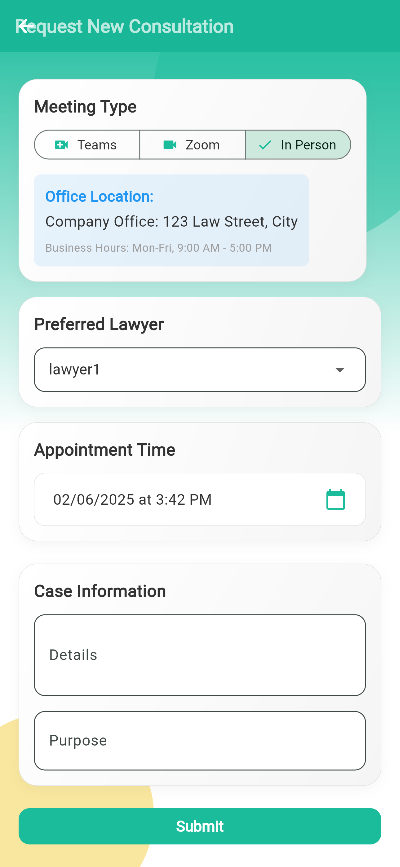 Request New Consultation
Meeting Type
Teams Zoom In Person
Office Location:
Company Office: 123 Law Street, City
Business Hours: Mon-Fri, 9:00 AM - 5:00 PM
Preferred Lawyer
lawyer1
Appointment Time
02/06/2025 at 3:42 PM
Case Information
Details
Purpose
Submit